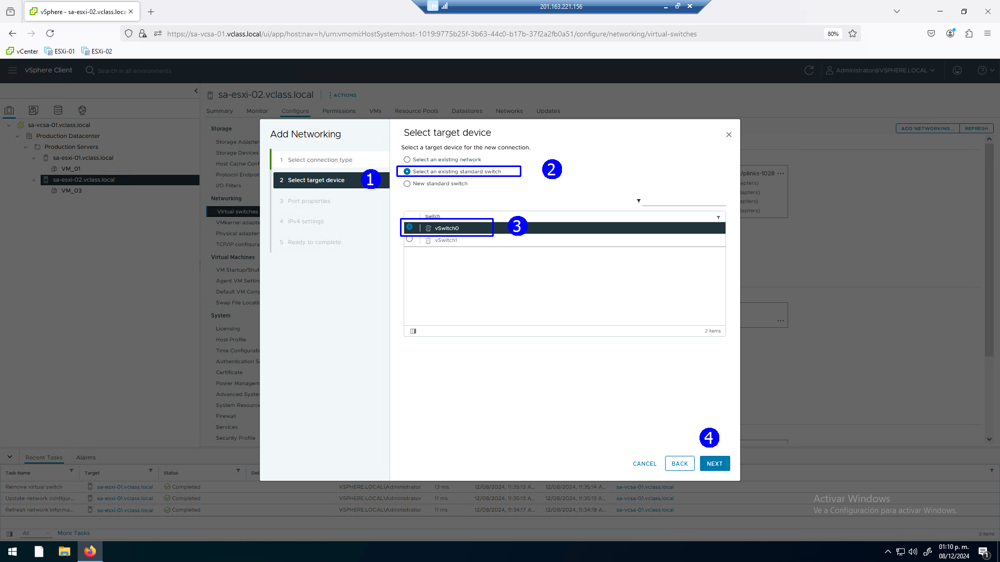 vSphere - sa-esxi-02.vclass.loca
201.163.221.156
https://sa-vcsa-01.vclass.local/ui/app/host;nav=h/urn:vmomi:HostSystem:host-1019:9775b25f-3b63-44c0-b17b-37f2a2fb0a51/configure/networking/virtual-switches
80%
vCenter ESXi-01 ESXi-02
vSphere Client
Search in all environments
Administrator@VSPHERE.LOCAL
sa-esxi-02.vclass.local
ACTIONS
Summary Monitor Configure Permissions VMs Resource Pools Datastores Networks Updates
sa-vcsa-01.vclass.local
Production Datacenter
Production Servers
sa-esxi-01.vclass.local
VM_01
sa-esxi-02.vclass.local
VM_03
Storage
Storage Adapter
Storage Devices
Host Cache Conf
Protocol Endpoin
I/O Filters
Networking
Virtual switches
VMkernel adapte
Physical adapters
TCP/IP configura
Virtual Machines
VM Startup/Shut
Agent VM Settin
Default VM Comp
Swap File Locatio
System
Licensing
Host Profile
Time Configuratio
Authentication S
Certificate
Power Managem
Advanced System
System Resource
Firewall
Services
Security Profile
ADD NETWORKING...
REFRESH
Uplinks-1028
apters)
dapters)
apters)
dapters)
Add Networking
1 Select connection type
2 Select target device
3 Port properties
4 IPv4 settings
5 Ready to complete
1
Select target device
Select a target device for the new connection.
Select an existing network
Select an existing standard switch
2
New standard switch
Switch
vSwitch0
3
vSwitch1
2 items
4
CANCEL
BACK
NEXT
Recent Tasks
Alarms
Task Name Target Status Det
Remove virtual switch sa-esxi-01.vclass.local Completed VSPHERE.LOCAL\Administrator 13 ms 12/08/2024, 11:35:13 A... 12/08/2024, 11:35:14 A... sa-vcsa-01.vclass.local
Update network configur... sa-esxi-01.vclass.local Completed VSPHERE.LOCAL\Administrator 11 ms 12/08/2024, 11:35:13 A... 12/08/2024, 11:35:13 A... sa-vcsa-01.vclass.local
Refresh network informa... sa-esxi-01.vclass.local Completed VSPHERE.LOCAL\Administrator 11 ms 12/08/2024, 11:34:17 A... 12/08/2024, 11:34:18 A... sa-vcsa-01.vclass.local
All
More Tasks
3 items
Activar Windows
Ve a Configuración para activar Windows.
01:10 p. m.
08/12/2024
1